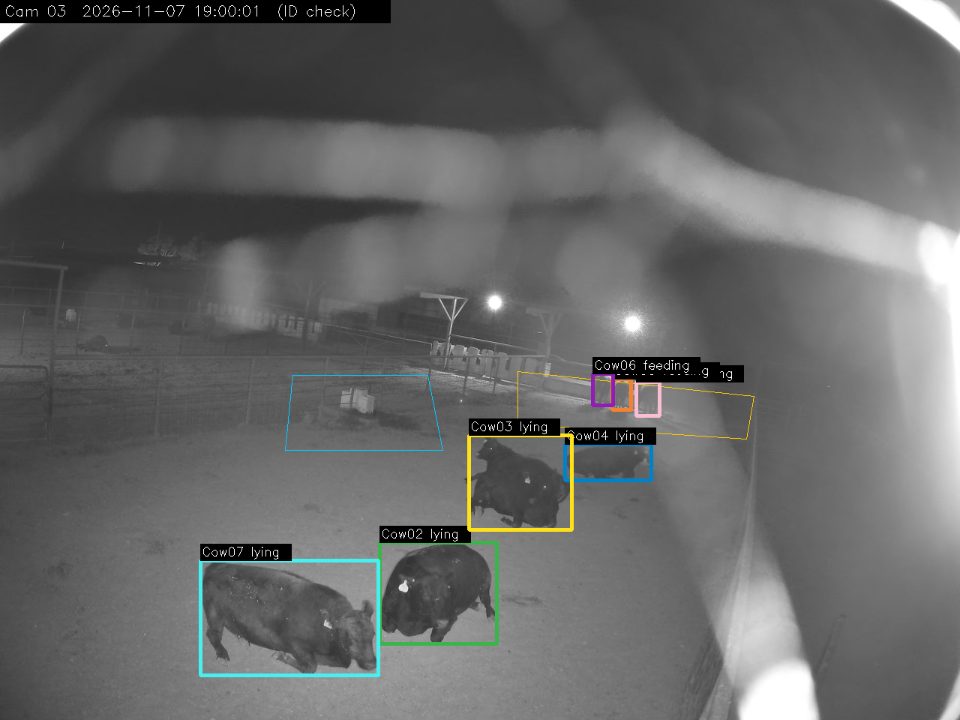 Cam 03  2026-11-07 19:00:01  (ID check)
Cow06 feeding
Cow03 lying
Cow04 lying
Cow02 lying
Cow07 lying